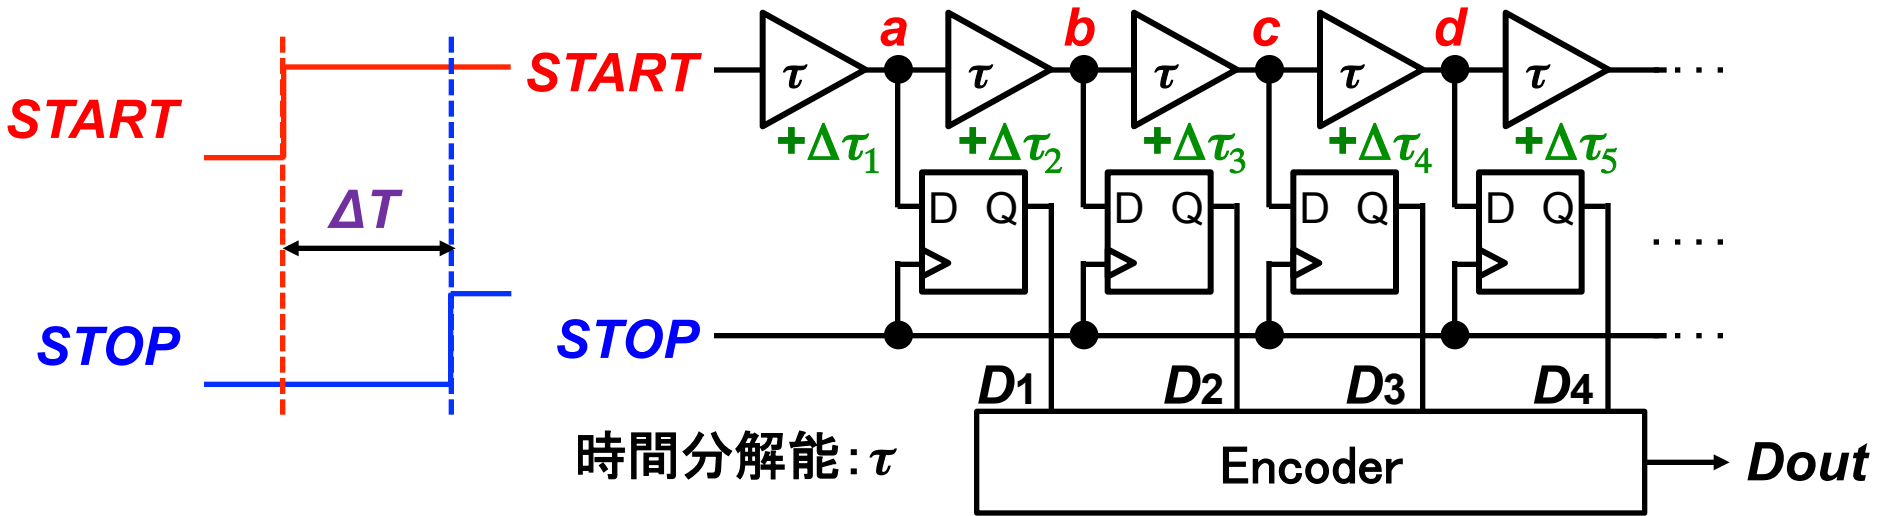 START
ΔT
STOP
START
a b c d
τ τ τ τ τ
+Δτ1 +Δτ2 +Δτ3 +Δτ4 +Δτ5
D Q D Q D Q D Q
STOP
D1 D2 D3 D4
時間分解能:τ
Encoder
Dout